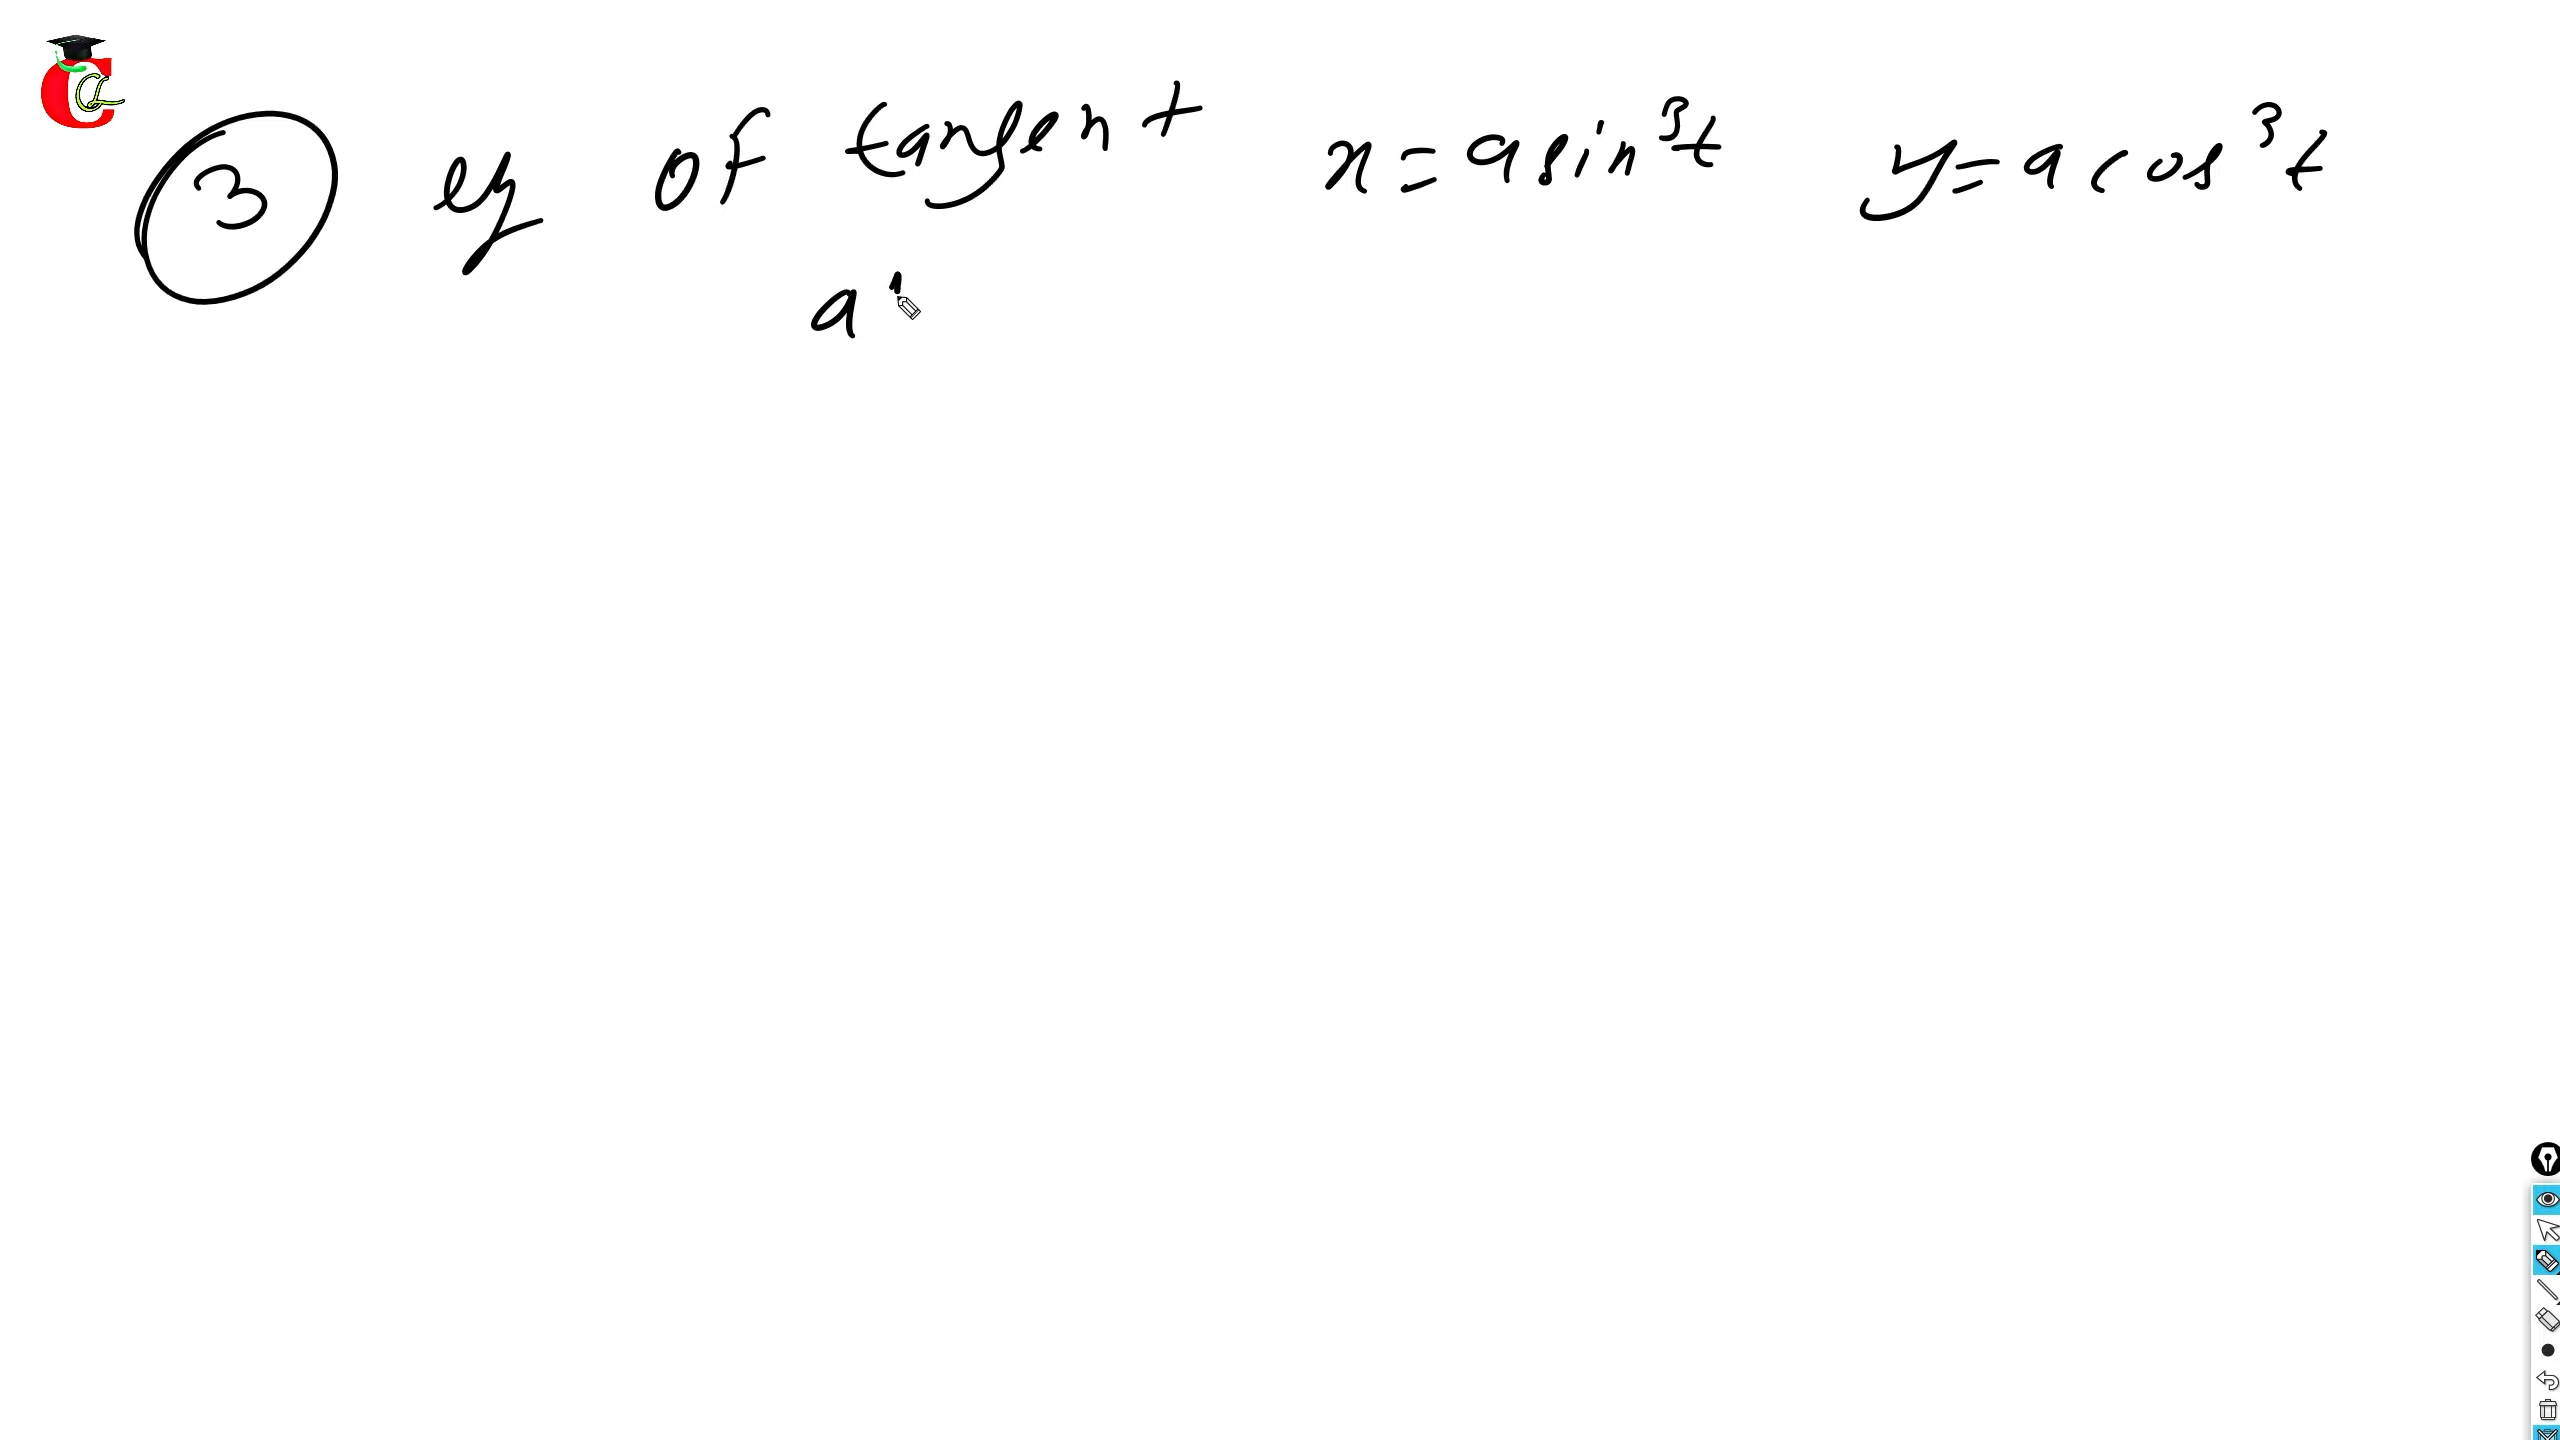 3 eq of tangent x = a sin³t y = a cos³t
a